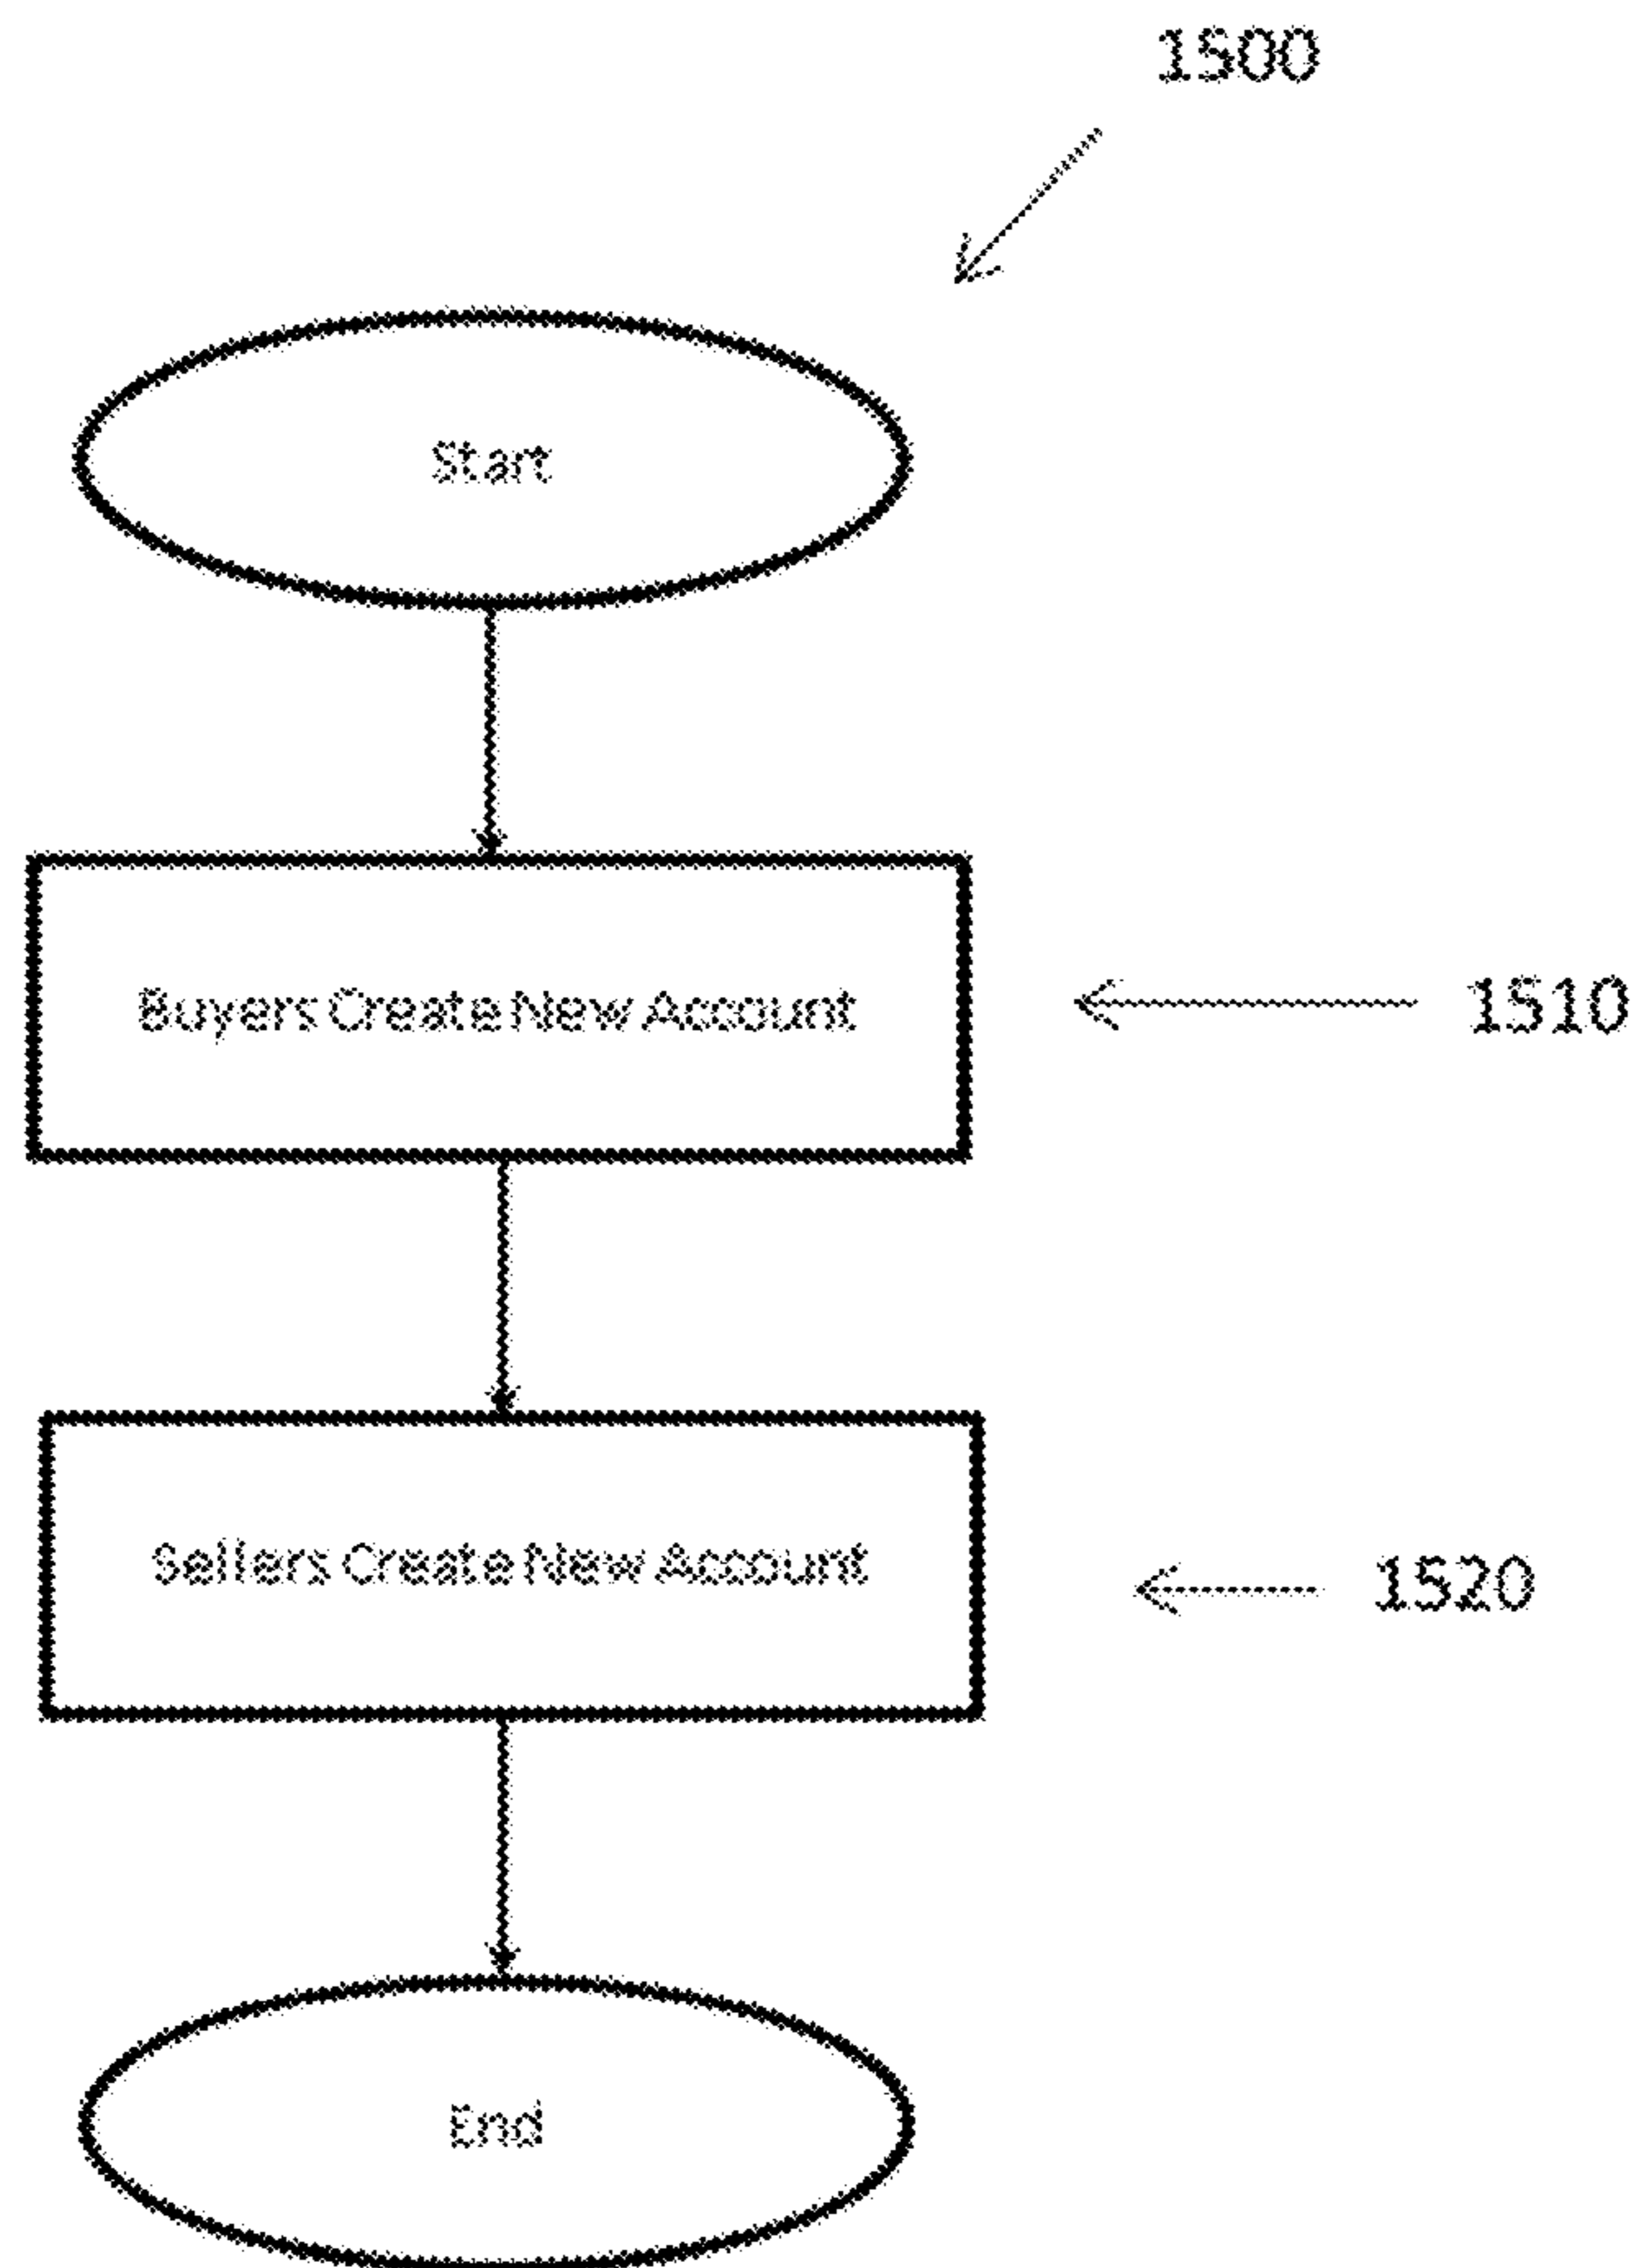 1500
Start
Buyers Create New Account
1510
Sellers Create New Account
1520
End